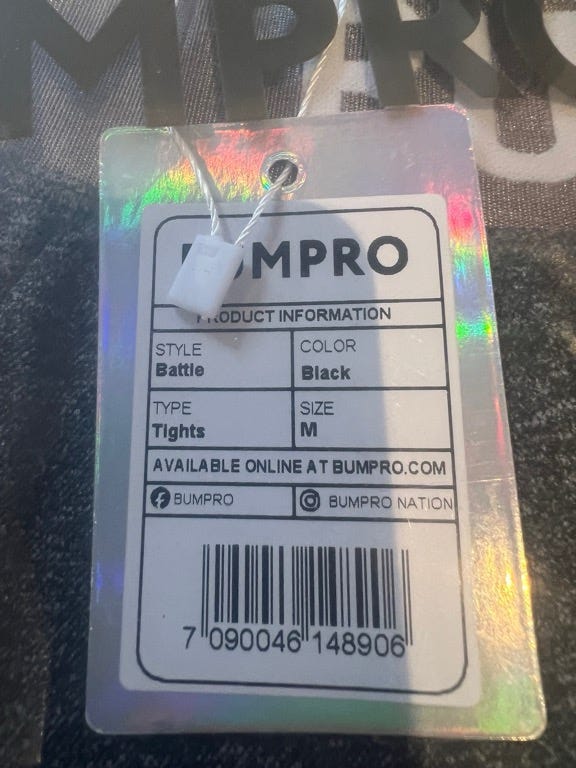 MPRO
BUMPRO
PRODUCT INFORMATION
STYLE
Battle
COLOR
Black
TYPE
Tights
SIZE
M
AVAILABLE ONLINE AT BUMPRO.COM
BUMPRO
BUMPRO NATION
7 090046 148906